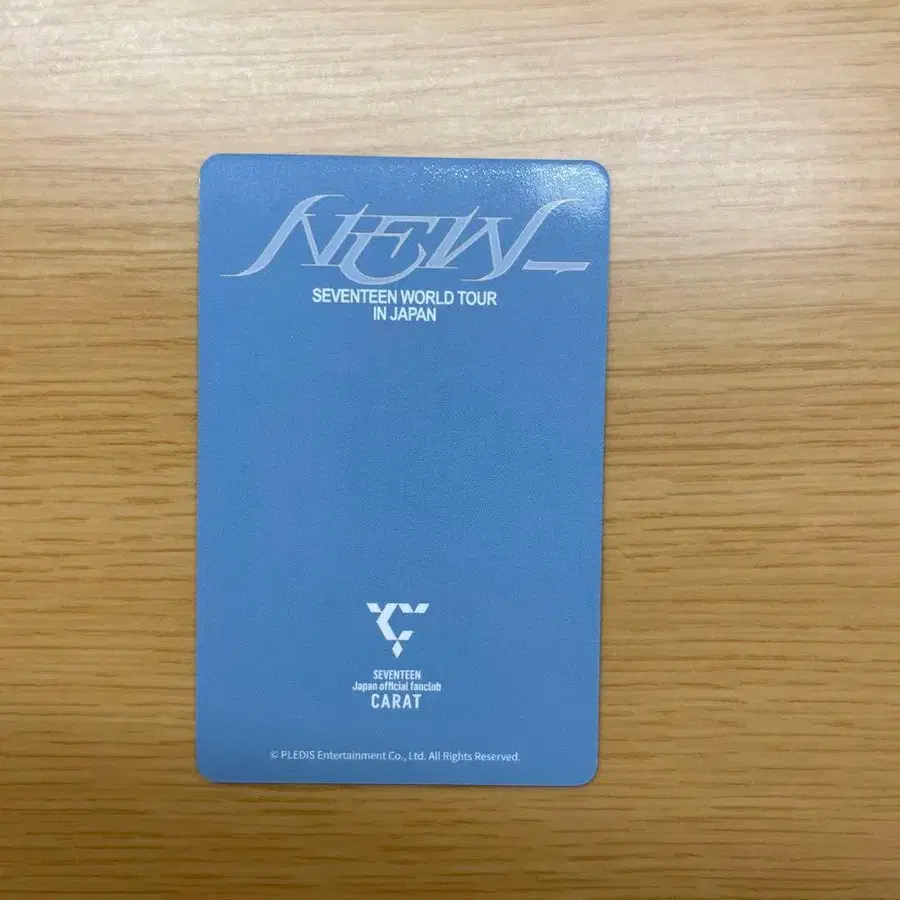 NEW_
SEVENTEEN WORLD TOUR
IN JAPAN
SEVENTEEN
Japan official fanclub
CARAT
© PLEDIS Entertainment Co., Ltd. All Rights Reserved.